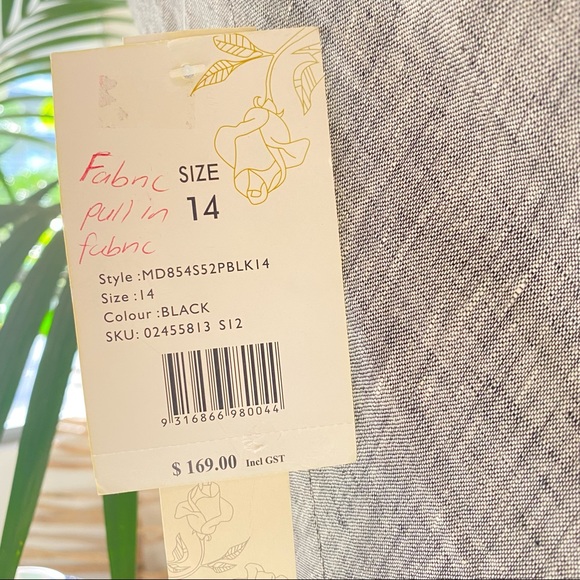 Fabric
pull in
fabric
SIZE
14
Style :MD854S52PBLK14
Size :14
Colour :BLACK
SKU: 02455813 S12
9 316866 980044
$ 169.00 Incl GST